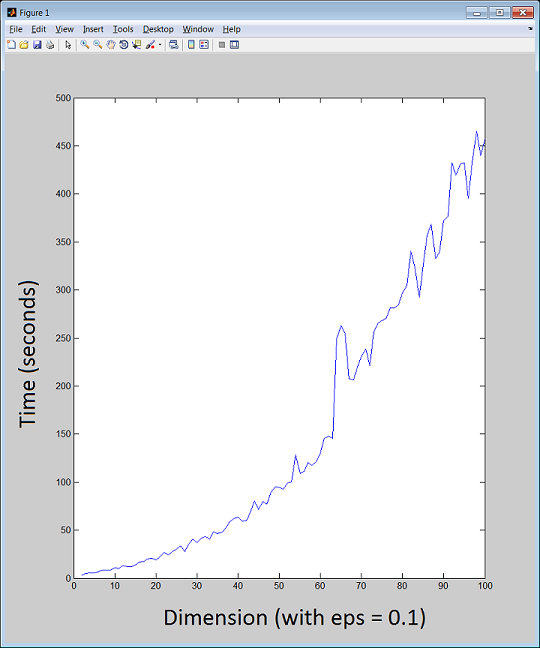 Figure 1
File Edit View Insert Tools Desktop Window Help
500
450
400
350
300
250
200
150
100
50
0
Time (seconds)
0 10 20 30 40 50 60 70 80 90 100
Dimension (with eps = 0.1)